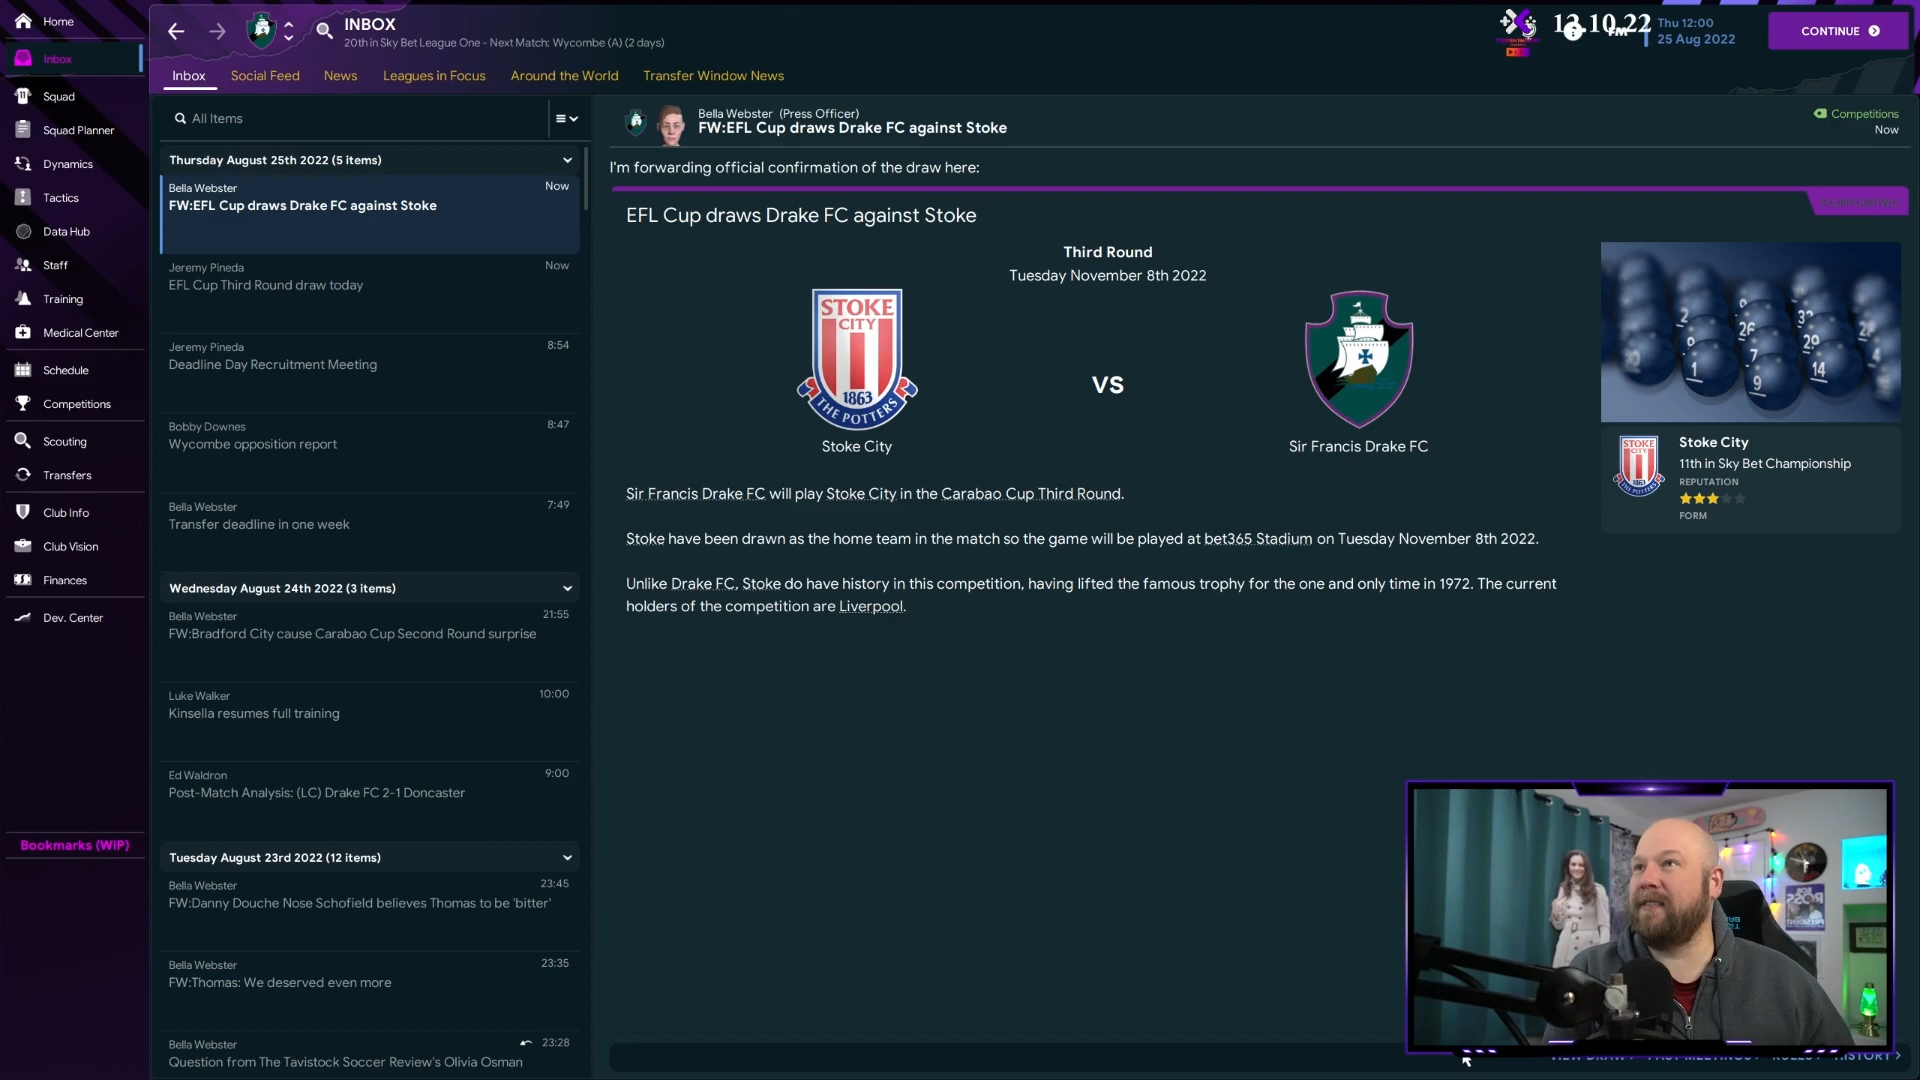 Home
Inbox
Squad
Squad Planner
Dynamics
Tactics
Data Hub
Staff
Training
Medical Center
Schedule
Competitions
Scouting
Transfers
Club Info
Club Vision
Finances
Dev. Center
Bookmarks (WIP)
INBOX
20th in Sky Bet League One - Next Match: Wycombe (A) (2 days)
Thu 12:00
25 Aug 2022
CONTINUE
Inbox Social Feed News Leagues in Focus Around the World Transfer Window News
All Items
Thursday August 25th 2022 (5 items)
Bella Webster Now
FW:EFL Cup draws Drake FC against Stoke
Jeremy Pineda Now
EFL Cup Third Round draw today
Jeremy Pineda 8:54
Deadline Day Recruitment Meeting
Bobby Downes 8:47
Wycombe opposition report
Bella Webster 7:49
Transfer deadline in one week
Wednesday August 24th 2022 (3 items)
Bella Webster 21:55
FW:Bradford City cause Carabao Cup Second Round surprise
Luke Walker 10:00
Kinsella resumes full training
Ed Waldron 9:00
Post-Match Analysis: (LC) Drake FC 2-1 Doncaster
Tuesday August 23rd 2022 (12 items)
Bella Webster 23:45
FW:Danny Douche Nose Schofield believes Thomas to be 'bitter'
Bella Webster 23:35
FW:Thomas: We deserved even more
Bella Webster 23:28
Question from The Tavistock Soccer Review's Olivia Osman
Bella Webster (Press Officer)
FW:EFL Cup draws Drake FC against Stoke
Competitions
Now
I'm forwarding official confirmation of the draw here:
EFL Cup draws Drake FC against Stoke
Third Round
Tuesday November 8th 2022
STOKE
CITY
1863
THE POTTERS
VS
Stoke City
Sir Francis Drake FC
Sir Francis Drake FC will play Stoke City in the Carabao Cup Third Round.
Stoke have been drawn as the home team in the match so the game will be played at bet365 Stadium on Tuesday November 8th 2022.
Unlike Drake FC, Stoke do have history in this competition, having lifted the famous trophy for the one and only time in 1972. The current
holders of the competition are Liverpool.
26
7
1
9
29
14
Stoke City
11th in Sky Bet Championship
REPUTATION
FORM
VIEW DRAW PAST MEETINGS RULES HISTORY